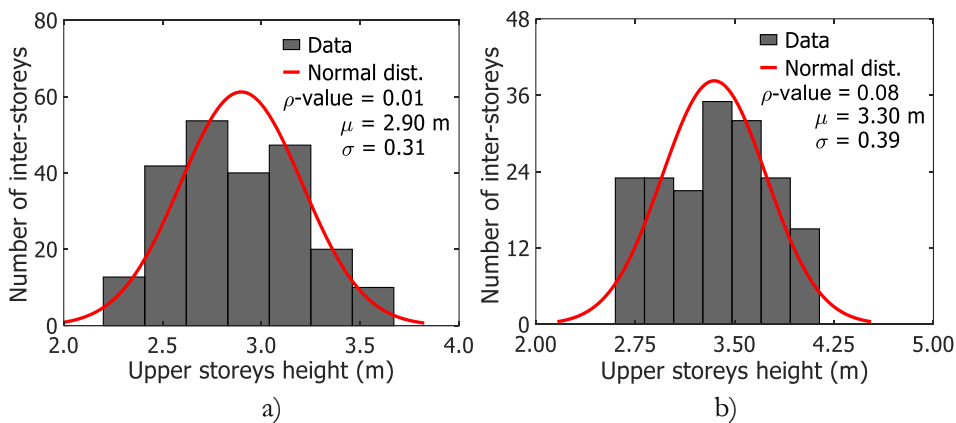 80
60
40
20
0
2.0 2.5 3.0 3.5 4.0
Number of inter-storeys
Upper storeys height (m)
Data
Normal dist.
ρ-value = 0.01
μ = 2.90 m
σ = 0.31
a)
48
36
24
12
0
2.00 2.75 3.50 4.25 5.00
Number of inter-storeys
Upper storeys height (m)
Data
Normal dist.
ρ-value = 0.08
μ = 3.30 m
σ = 0.39
b)